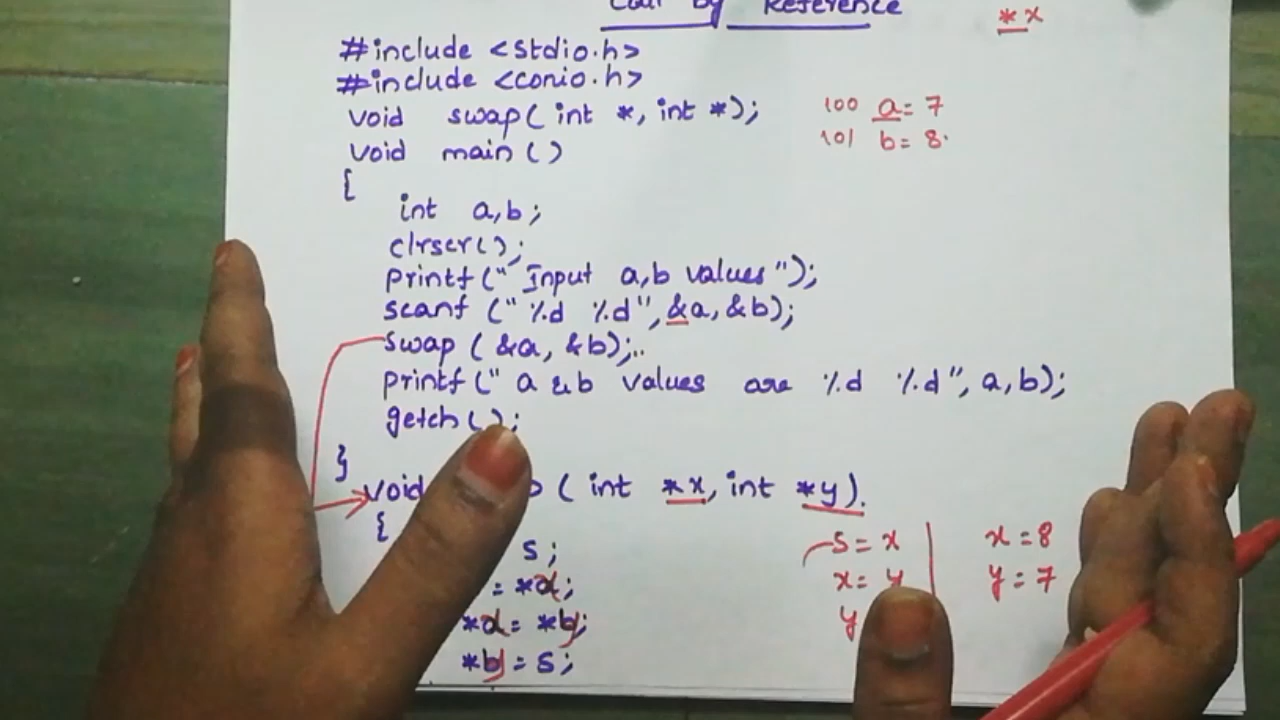 Call by Reference
**x
#include <stdio.h>
#include <conio.h>
void swap( int *, int *);
100 a= 7
101 b= 8.
void main ()
{
int a,b;
clrscr();
printf (" Input a,b values");
scanf (" %d %d", &a, &b);
swap ( &a, &b);
printf (" a & b values are %d %d", a, b);
getch ();
}
void ( int *x, int *y).
{
s;
= *x;
*x= *y;
*y= s;
s = x
x= y
y
x = 8
y = 7